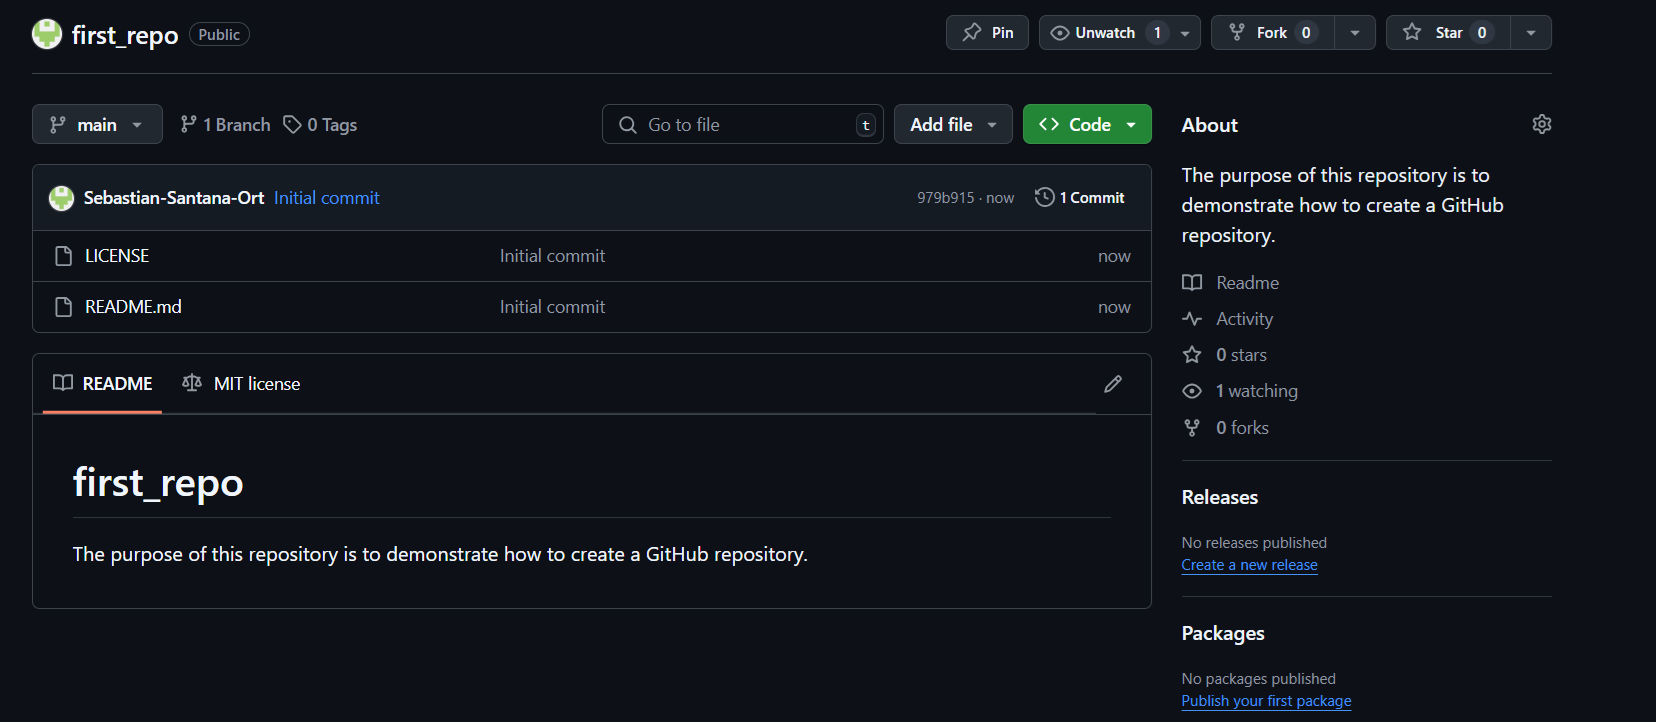 first_repo Public Pin Unwatch 1 Fork 0 Star 0
main 1 Branch 0 Tags Go to file t Add file Code
Sebastian-Santana-Ort Initial commit 979b915 · now 1 Commit
LICENSE Initial commit now
README.md Initial commit now
README MIT license
first_repo
The purpose of this repository is to demonstrate how to create a GitHub repository.
About
The purpose of this repository is to
demonstrate how to create a GitHub
repository.
Readme
Activity
0 stars
1 watching
0 forks
Releases
No releases published
Create a new release
Packages
No packages published
Publish your first package